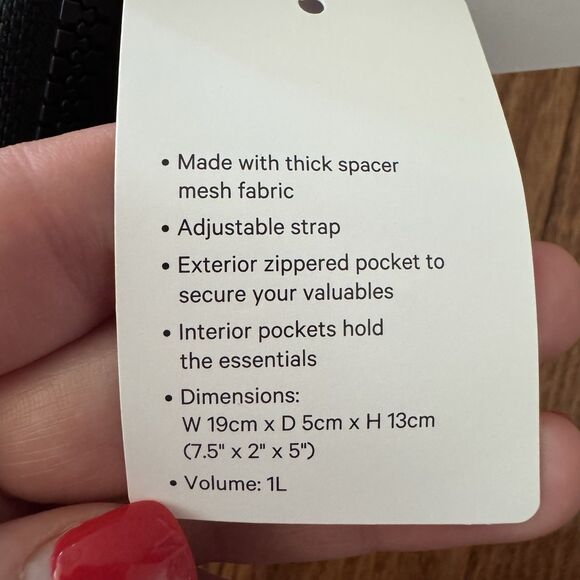 • Made with thick spacer
mesh fabric
• Adjustable strap
• Exterior zippered pocket to
secure your valuables
• Interior pockets hold
the essentials
• Dimensions:
W 19cm x D 5cm x H 13cm
(7.5" x 2" x 5")
• Volume: 1L